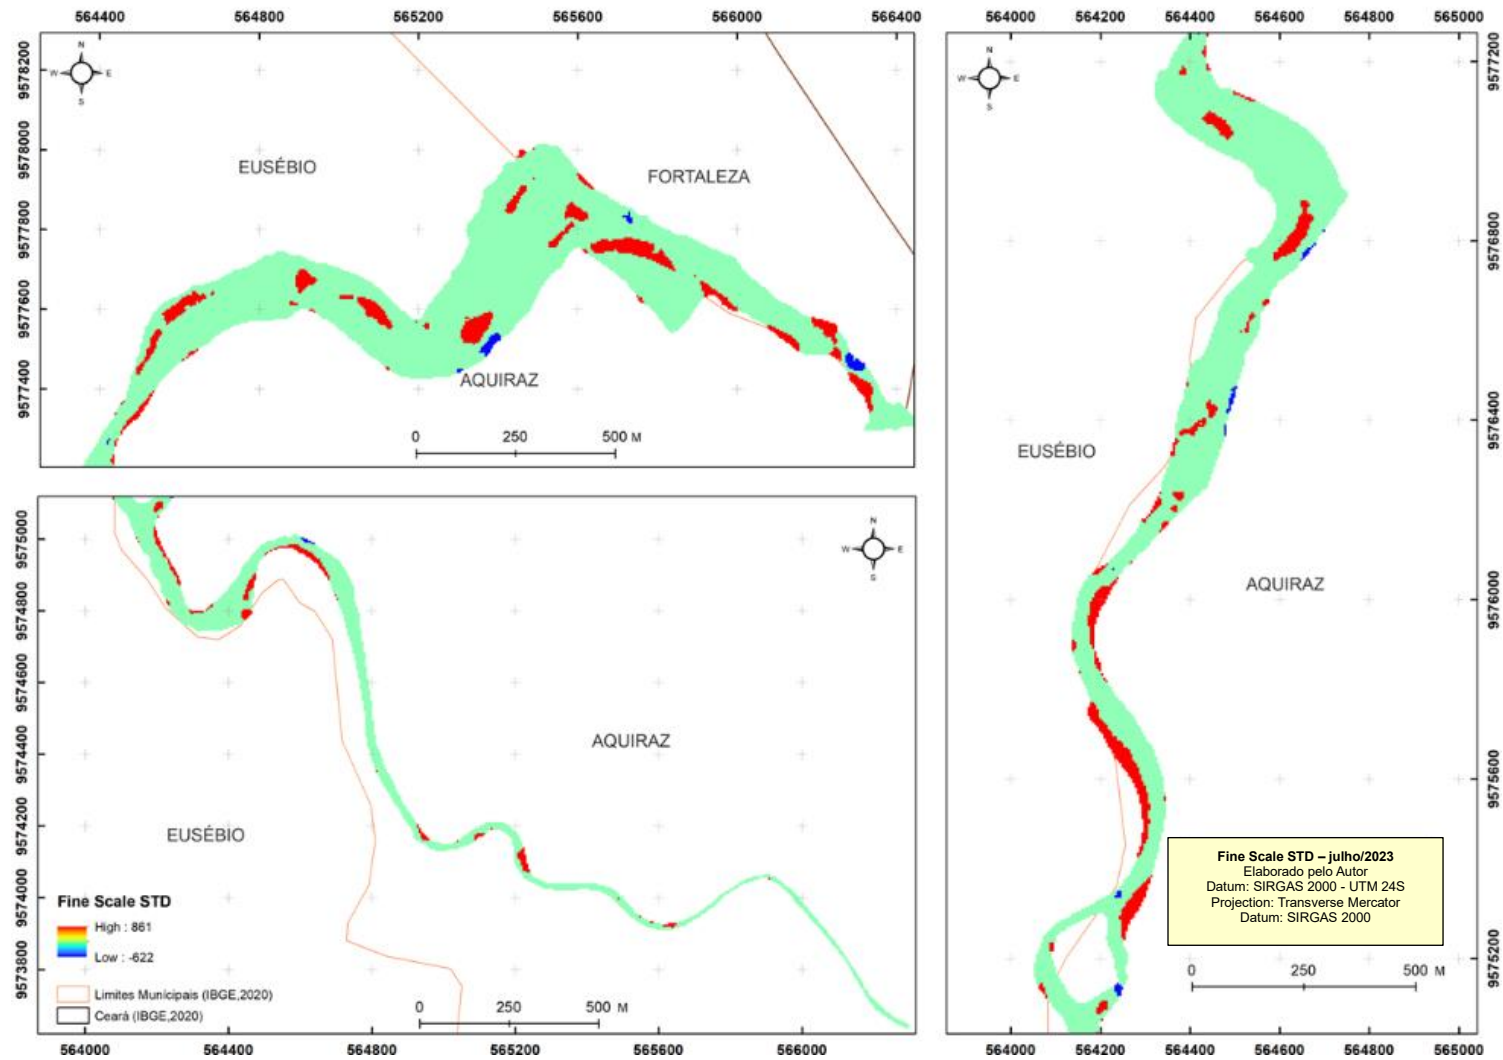 564400 564800 565200 565600 566000 566400
9578200
9578000
9577800
9577600
9577400
N
W E
S
EUSÉBIO
FORTALEZA
AQUIRAZ
0 250 500 M
9575000
9574800
9574600
9574400
9574200
9574000
9573800
N
W E
S
AQUIRAZ
EUSÉBIO
Fine Scale STD
High : 861
Low : -622
Limites Municipais (IBGE,2020)
Ceará (IBGE,2020)
0 250 500 M
564000 564400 564800 565200 565600 566000
564000 564200 564400 564600 564800 565000
N
W E
S
9577200
9576800
9576400
9576000
9575600
9575200
EUSÉBIO
AQUIRAZ
Fine Scale STD – julho/2023
Elaborado pelo Autor
Datum: SIRGAS 2000 - UTM 24S
Projection: Transverse Mercator
Datum: SIRGAS 2000
0 250 500 M
564000 564200 564400 564600 564800 565000